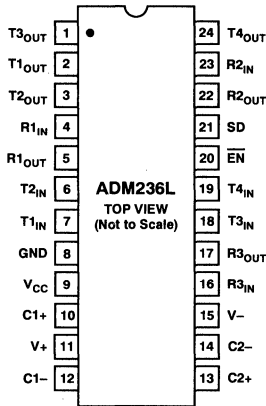 T3OUT 1
T1OUT 2
T2OUT 3
R1IN 4
R1OUT 5
T2IN 6
T1IN 7
GND 8
VCC 9
C1+ 10
V+ 11
C1− 12
ADM236L
TOP VIEW
(Not to Scale)
24 T4OUT
23 R2IN
22 R2OUT
21 SD
20 E̅N̅
19 T4IN
18 T3IN
17 R3OUT
16 R3IN
15 V−
14 C2−
13 C2+